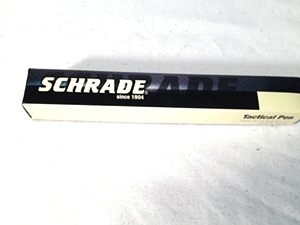 SCHRADE
since 1904
Tactical Pen